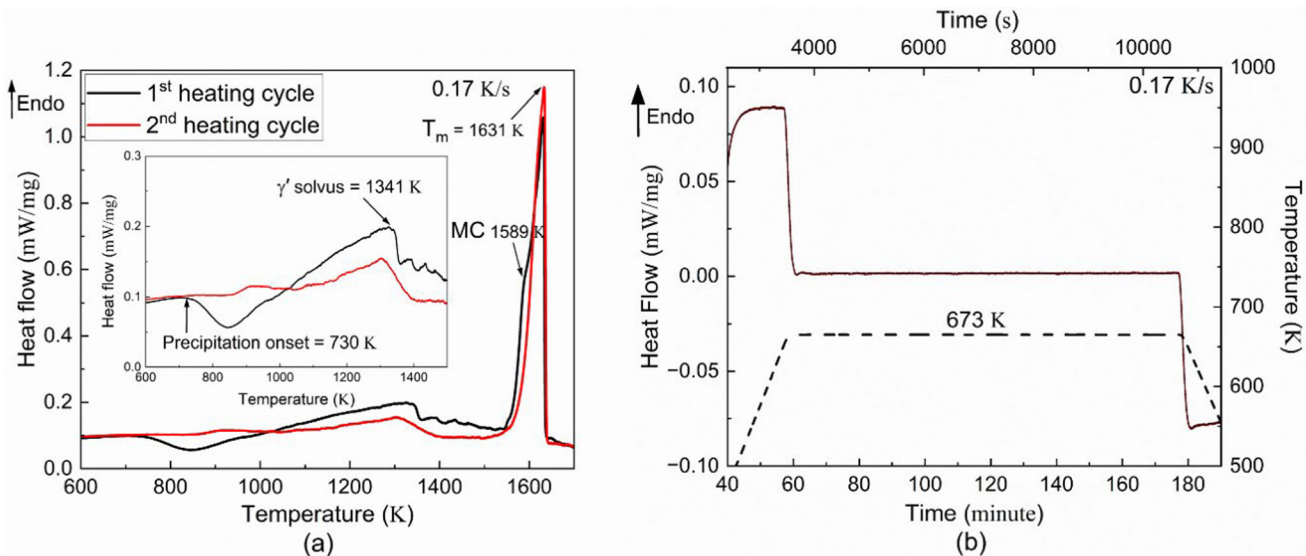 Endo
1st heating cycle
2nd heating cycle
0.17 K/s
Tm = 1631 K
MC 1589 K
γ′ solvus = 1341 K
Precipitation onset = 730 K
Heat flow (mW/mg)
0.0
0.1
0.2
0.3
600 800 1000 1200 1400
Temperature (K)
Heat flow (mW/mg)
1.2
1.0
0.8
0.6
0.4
0.2
0.0
600 800 1000 1200 1400 1600
Temperature (K)
(a)
Time (s)
4000 6000 8000 10000
Endo
0.17 K/s
673 K
Heat Flow (mW/mg)
0.10
0.05
0.00
−0.05
−0.10
1000
900
800
700
600
500
Temperature (K)
40 60 80 100 120 140 160 180
Time (minute)
(b)